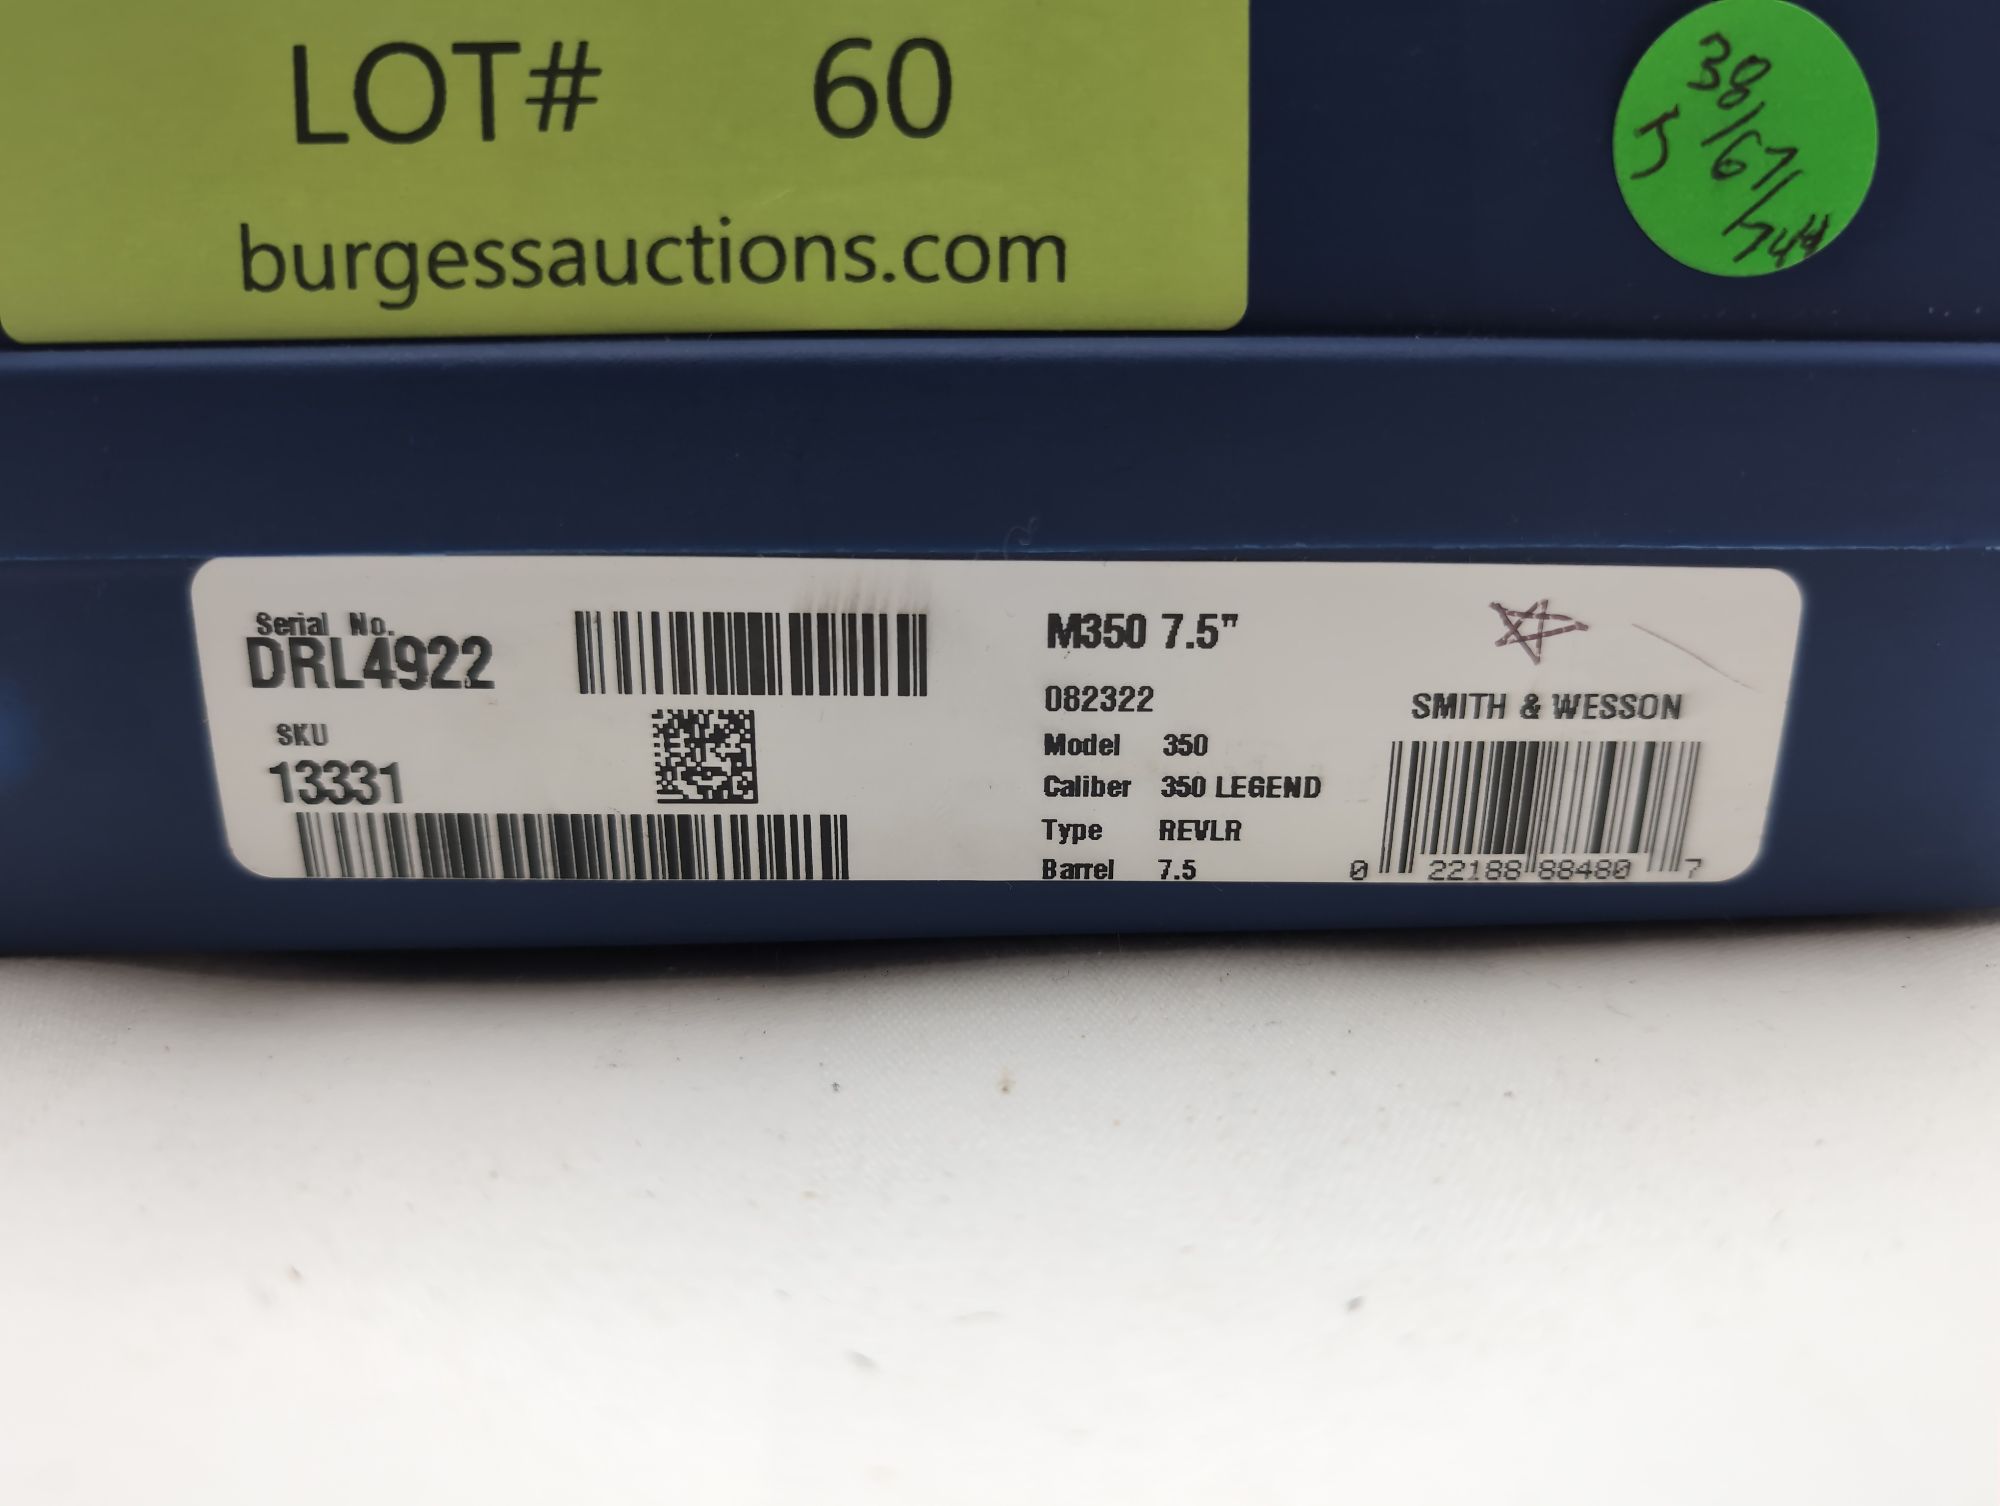 LOT# 60
burgessauctions.com
38/67/744
J
Serial No.
DRL4922
SKU
13331
M350 7.5"
082322
Model 350
Caliber 350 LEGEND
Type REVLR
Barrel 7.5
SMITH & WESSON
0 22188 88480 7